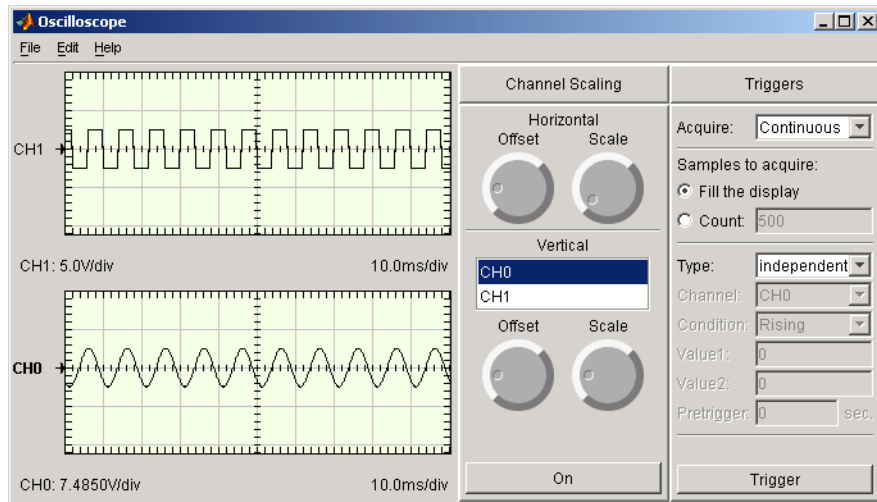 Oscilloscope
File Edit Help
CH1
CH1: 5.0V/div 10.0ms/div
CH0
CH0: 7.4850V/div 10.0ms/div
Channel Scaling
Horizontal
Offset Scale
Vertical
CH0
CH1
Offset Scale
On
Triggers
Acquire: Continuous
Samples to acquire:
Fill the display
Count: 500
Type: independent
Channel: CH0
Condition: Rising
Value1: 0
Value2: 0
Pretrigger: 0 sec.
Trigger